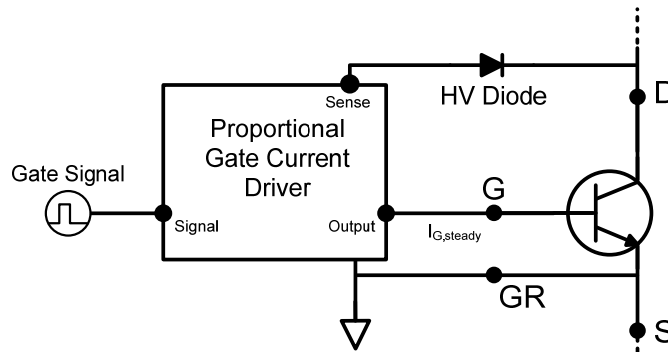 D
Sense
HV Diode
Proportional
Gate Current
Driver
Gate Signal
G
Signal
Output
I_G,steady
GR
S